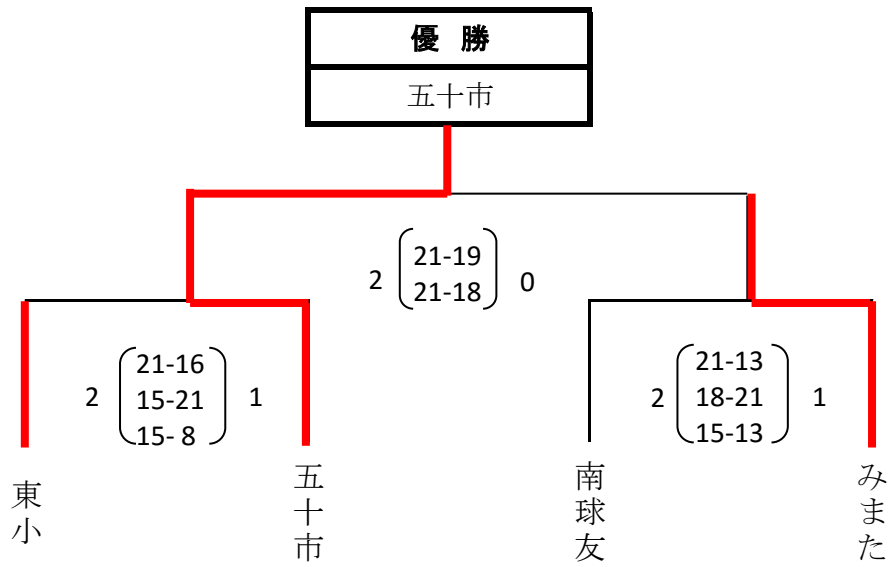 優 勝
五十市
2 21-19 0
21-18
2 21-16 1
15-21
15- 8
2 21-13 1
18-21
15-13
東小
五十市
南球友
みまた